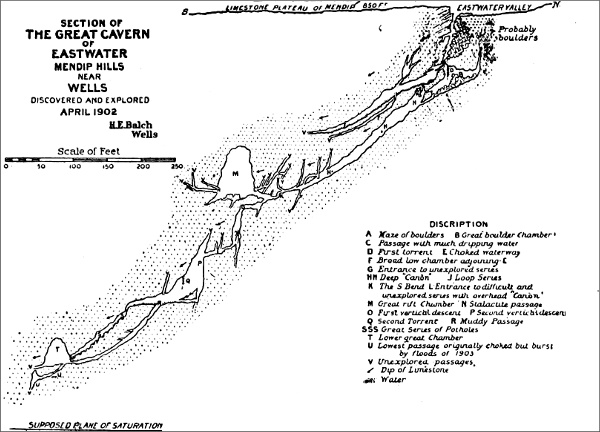 B LIMESTONE PLATEAU OF MENDIP 850 FT EASTWATER VALLEY N
SECTION OF
THE GREAT CAVERN
OF
EASTWATER
MENDIP HILLS
NEAR
WELLS
DISCOVERED AND EXPLORED
APRIL 1902
H.E. Balch
Wells
Probably
boulders
Scale of Feet
0 50 100 150 200 250
DISCRIPTION
A Maze of boulders B Great boulder Chamber
C Passage with much dripping water
D First torrent E Choked waterway
F Broad low chamber adjoining E
G Entrance to unexplored series
HH Deep "Cañon" J Loop Series
K The S Bend L Entrance to difficult and
unexplored series with overhead "Cañon"
M Great rift Chamber N Stalactite passage
O First vertical descent P Second vertical descent
Q Second Torrent R Muddy Passage
SSS Great Series of Potholes
T Lower great Chamber
U Lowest passage originally choked but burst
by floods of 1903
V Unexplored passages,
Dip of Limestone
Water
M
P
Q
T
SUPPOSED PLANE OF SATURATION